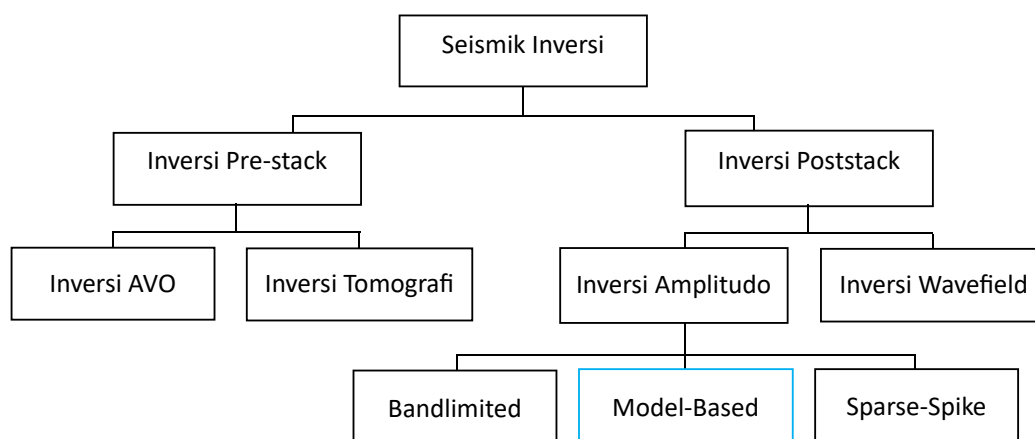 Seismik Inversi
Inversi Pre-stack
Inversi Poststack
Inversi AVO
Inversi Tomografi
Inversi Amplitudo
Inversi Wavefield
Bandlimited
Model-Based
Sparse-Spike